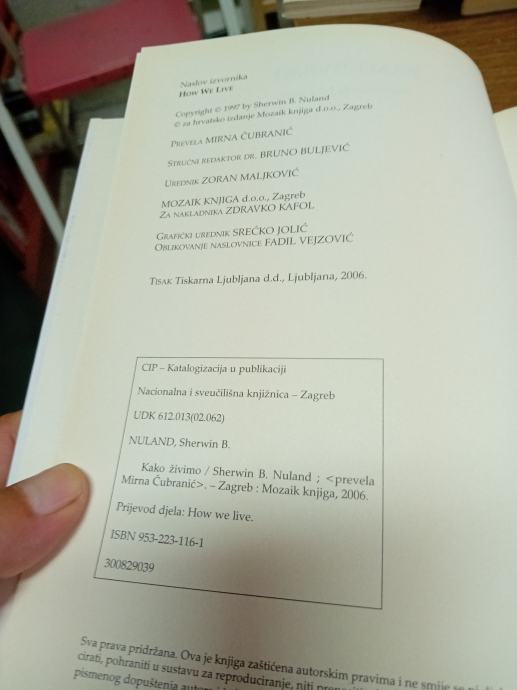 Naslov izvornika
HOW WE LIVE
Copyright © 1997 by Sherwin B. Nuland
© za hrvatsko izdanje Mozaik knjiga d.o.o., Zagreb
PREVELA MIRNA ČUBRANIĆ
STRUČNI REDAKTOR DR. BRUNO BULJEVIĆ
UREDNIK ZORAN MALJKOVIĆ
MOZAIK KNJIGA d.o.o., Zagreb
ZA NAKLADNIKA ZDRAVKO KAFOL
GRAFIČKI UREDNIK SREĆKO JOLIĆ
OBLIKOVANJE NASLOVNICE FADIL VEJZOVIĆ
TISAK Tiskarna Ljubljana d.d., Ljubljana, 2006.
CIP – Katalogizacija u publikaciji
Nacionalna i sveučilišna knjižnica – Zagreb
UDK 612.013(02.062)
NULAND, Sherwin B.
Kako živimo / Sherwin B. Nuland ; <prevela
Mirna Čubranić>. – Zagreb : Mozaik knjiga, 2006.
Prijevod djela: How we live.
ISBN 953-223-116-1
300829039
Sva prava pridržana. Ova je knjiga zaštićena autorskim pravima i ne smije se
cirati, pohraniti u sustavu za reproduciranje, niti
pismenog dopuštenja